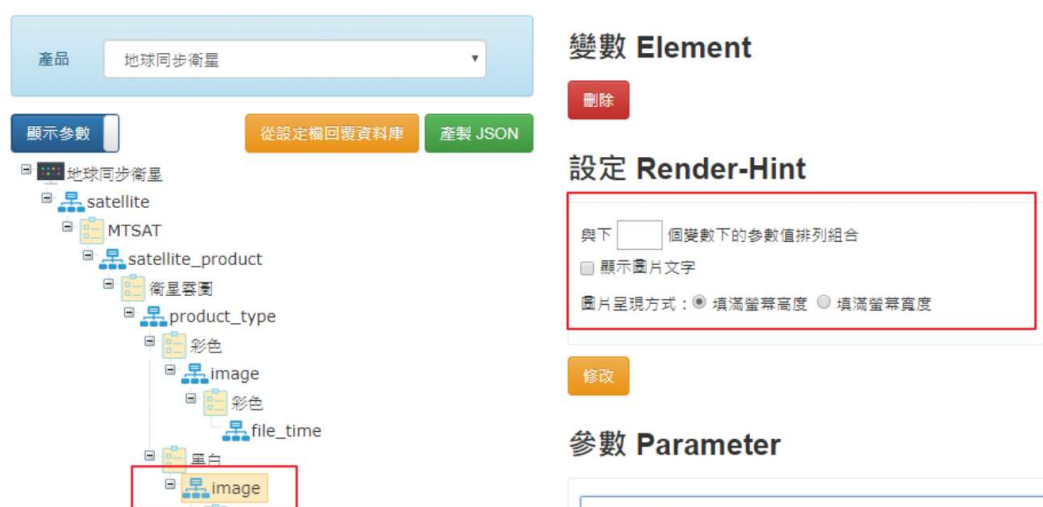 產品
地球同步衛星
顯示參數
從設定檔回覆資料庫
產製 JSON
地球同步衛星
satellite
MTSAT
satellite_product
衛星雲圖
product_type
彩色
image
彩色
file_time
黑白
image
變數 Element
刪除
設定 Render-Hint
與下 個變數下的參數值排列組合
顯示圖片文字
圖片呈現方式：填滿螢幕高度 填滿螢幕寬度
修改
參數 Parameter